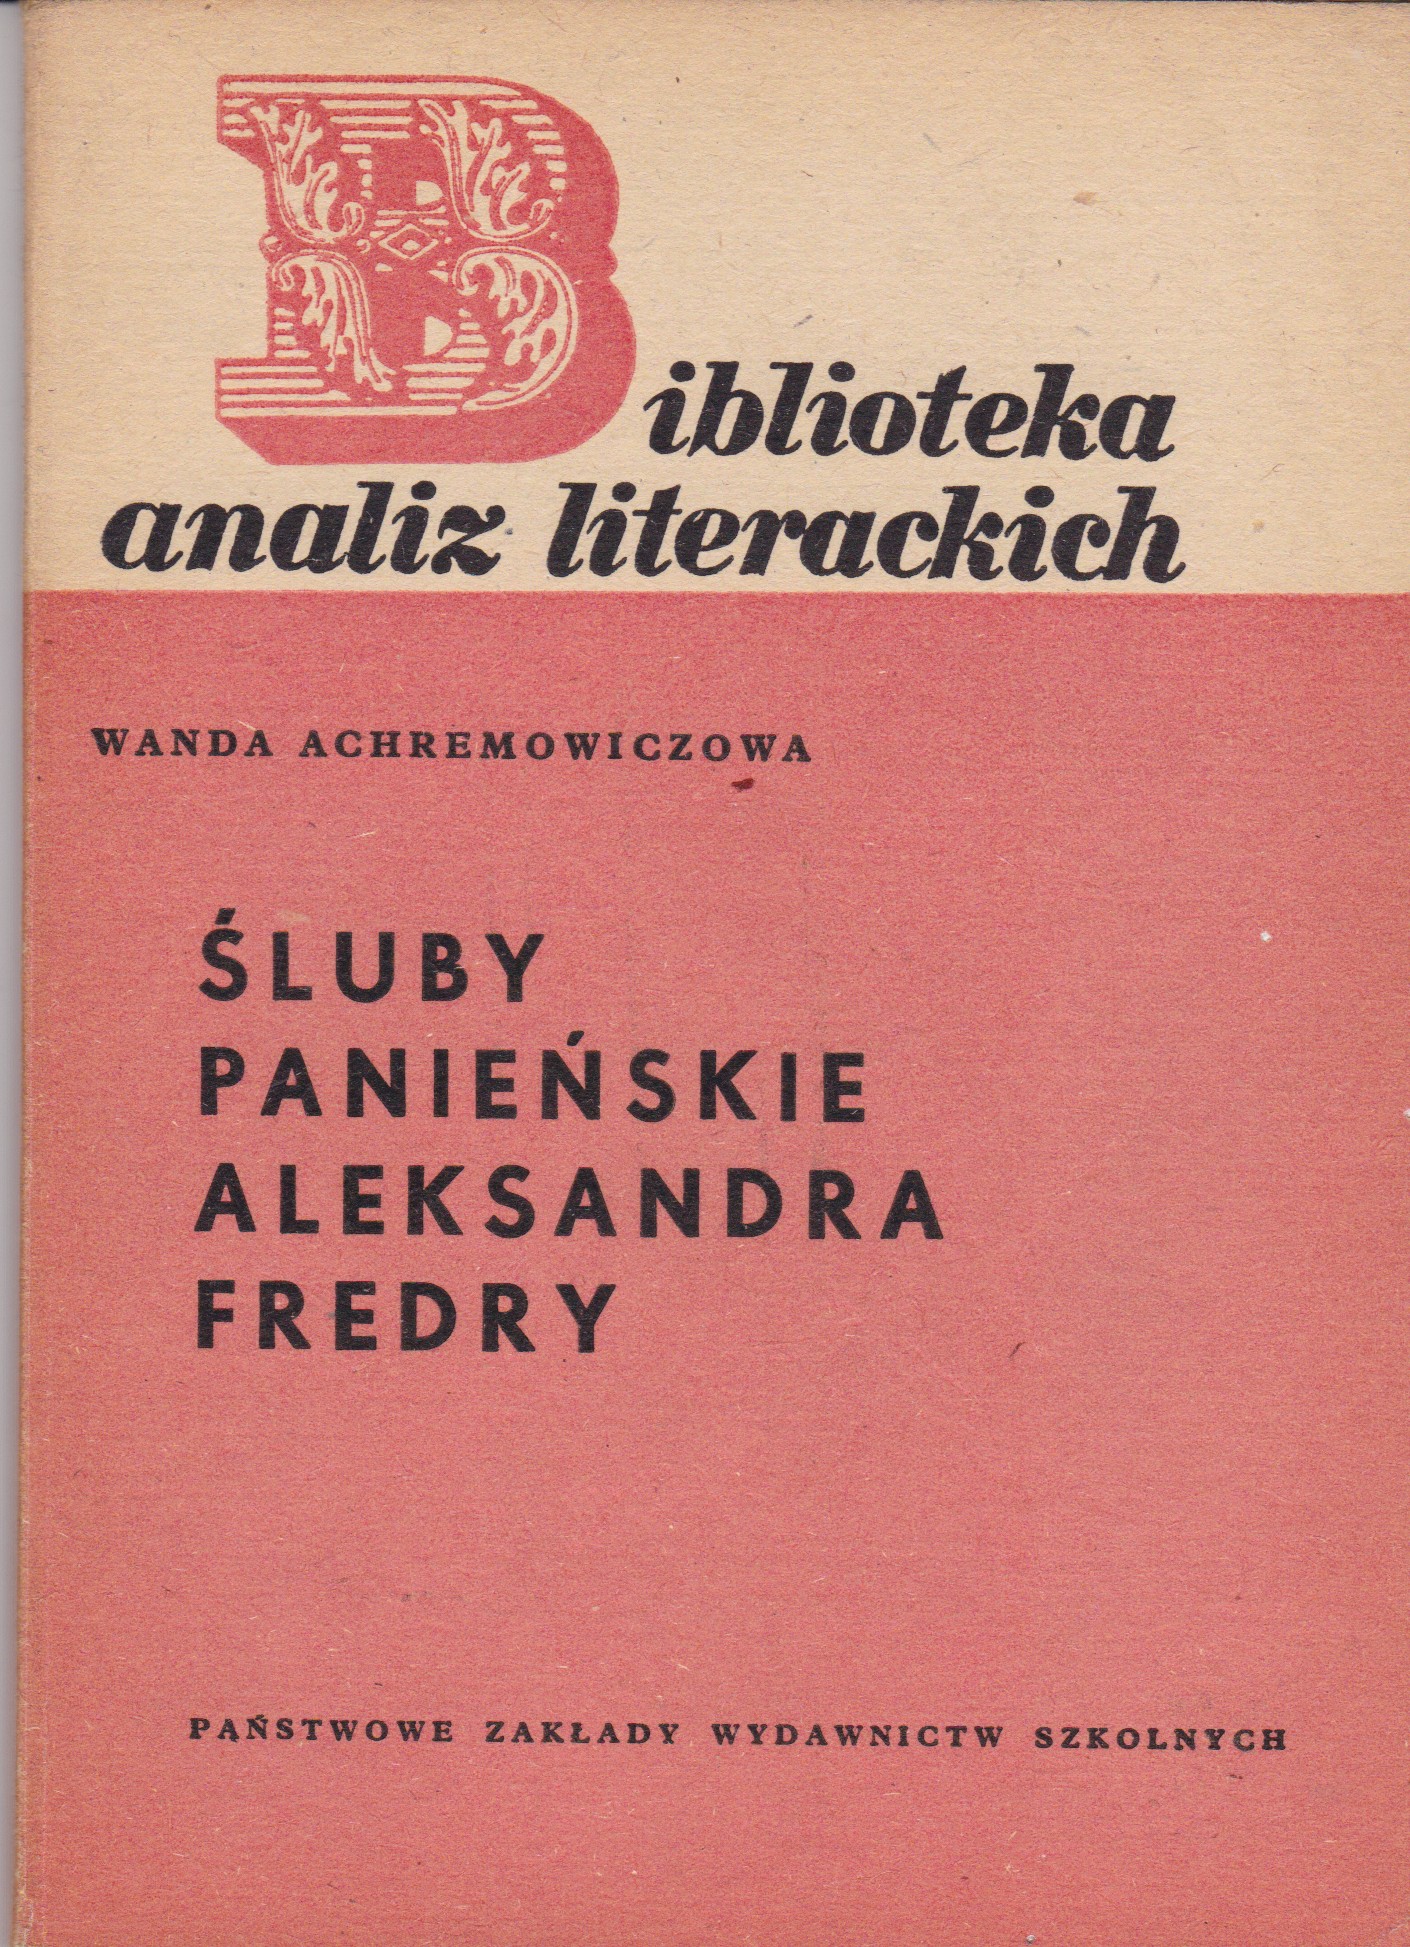 Biblioteka
analiz literackich
WANDA ACHREMOWICZOWA
ŚLUBY
PANIEŃSKIE
ALEKSANDRA
FREDRY
PAŃSTWOWE ZAKŁADY WYDAWNICTW SZKOLNYCH